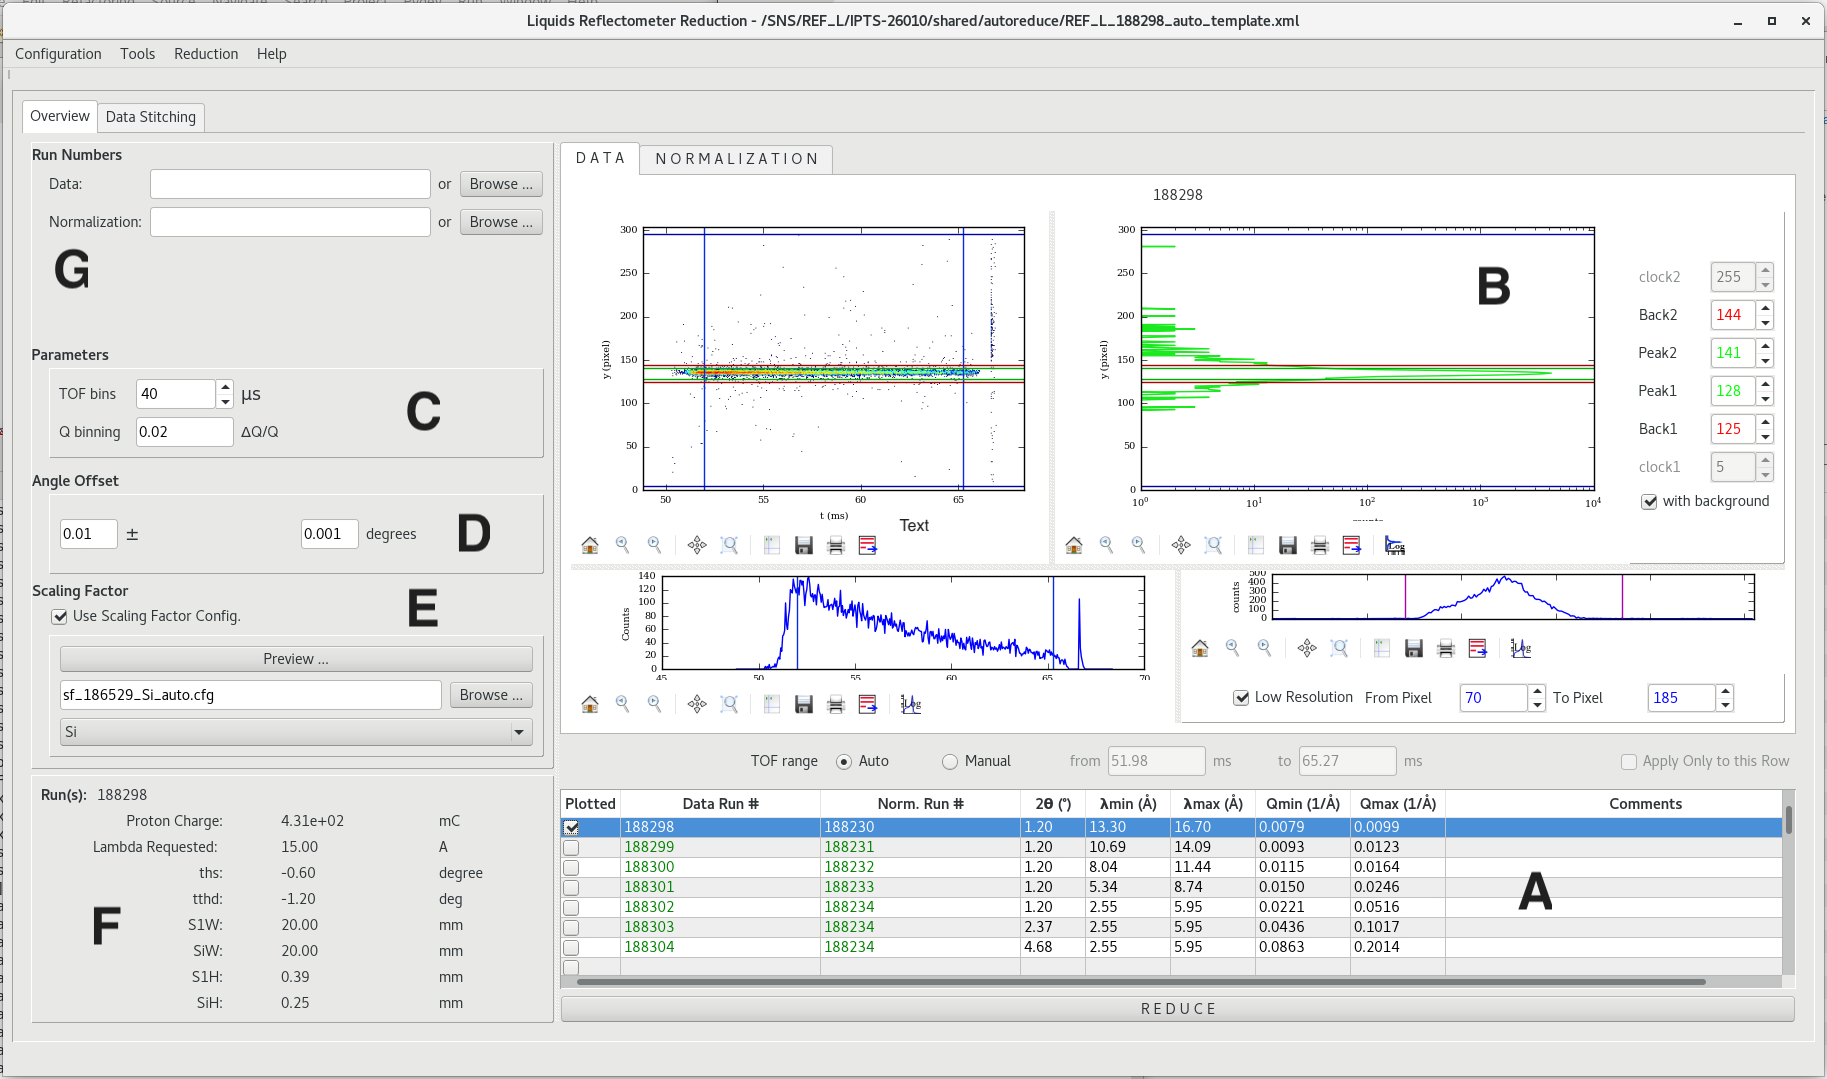 Liquids Reflectometer Reduction - /SNS/REF_L/IPTS-26010/shared/autoreduce/REF_L_188298_auto_template.xml
Configuration Tools Reduction Help
Overview Data Stitching
Run Numbers
Data: or Browse ...
Normalization: or Browse ...
G
Parameters
TOF bins 40 µs
Q binning 0.02 ΔQ/Q
C
Angle Offset
0.01 ± 0.001 degrees
D
Scaling Factor
Use Scaling Factor Config.
E
Preview ...
sf_186529_Si_auto.cfg Browse ...
Si
Run(s): 188298
Proton Charge: 4.31e+02 mC
Lambda Requested: 15.00 A
ths: -0.60 degree
tthd: -1.20 deg
F
S1W: 20.00 mm
SiW: 20.00 mm
S1H: 0.39 mm
SiH: 0.25 mm
DATA NORMALIZATION
188298
300
250
200
150
100
50
0
y (pixel)
50 55 60 65
t (ms)
Text
300
250
200
150
100
50
0
y (pixel)
10⁰ 10¹ 10² 10³ 10⁴
counts
B
clock2 255
Back2 144
Peak2 141
Peak1 128
Back1 125
clock1 5
with background
Log
140
120
100
80
60
40
20
0
Counts
45 50 55 60 65 70
Log
500
400
300
200
100
0
counts
Log
Low Resolution From Pixel 70 To Pixel 185
TOF range Auto Manual from 51.98 ms to 65.27 ms Apply Only to this Row
Plotted Data Run # Norm. Run # 2θ (°) λmin (Å) λmax (Å) Qmin (1/Å) Qmax (1/Å) Comments
188298 188230 1.20 13.30 16.70 0.0079 0.0099
188299 188231 1.20 10.69 14.09 0.0093 0.0123
188300 188232 1.20 8.04 11.44 0.0115 0.0164
188301 188233 1.20 5.34 8.74 0.0150 0.0246
188302 188234 1.20 2.55 5.95 0.0221 0.0516
188303 188234 2.37 2.55 5.95 0.0436 0.1017
188304 188234 4.68 2.55 5.95 0.0863 0.2014
A
REDUCE